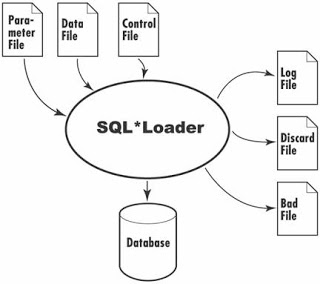 Para-
meter
File
Data
File
Control
File
Log
File
SQL*Loader
Discard
File
Bad
File
Database